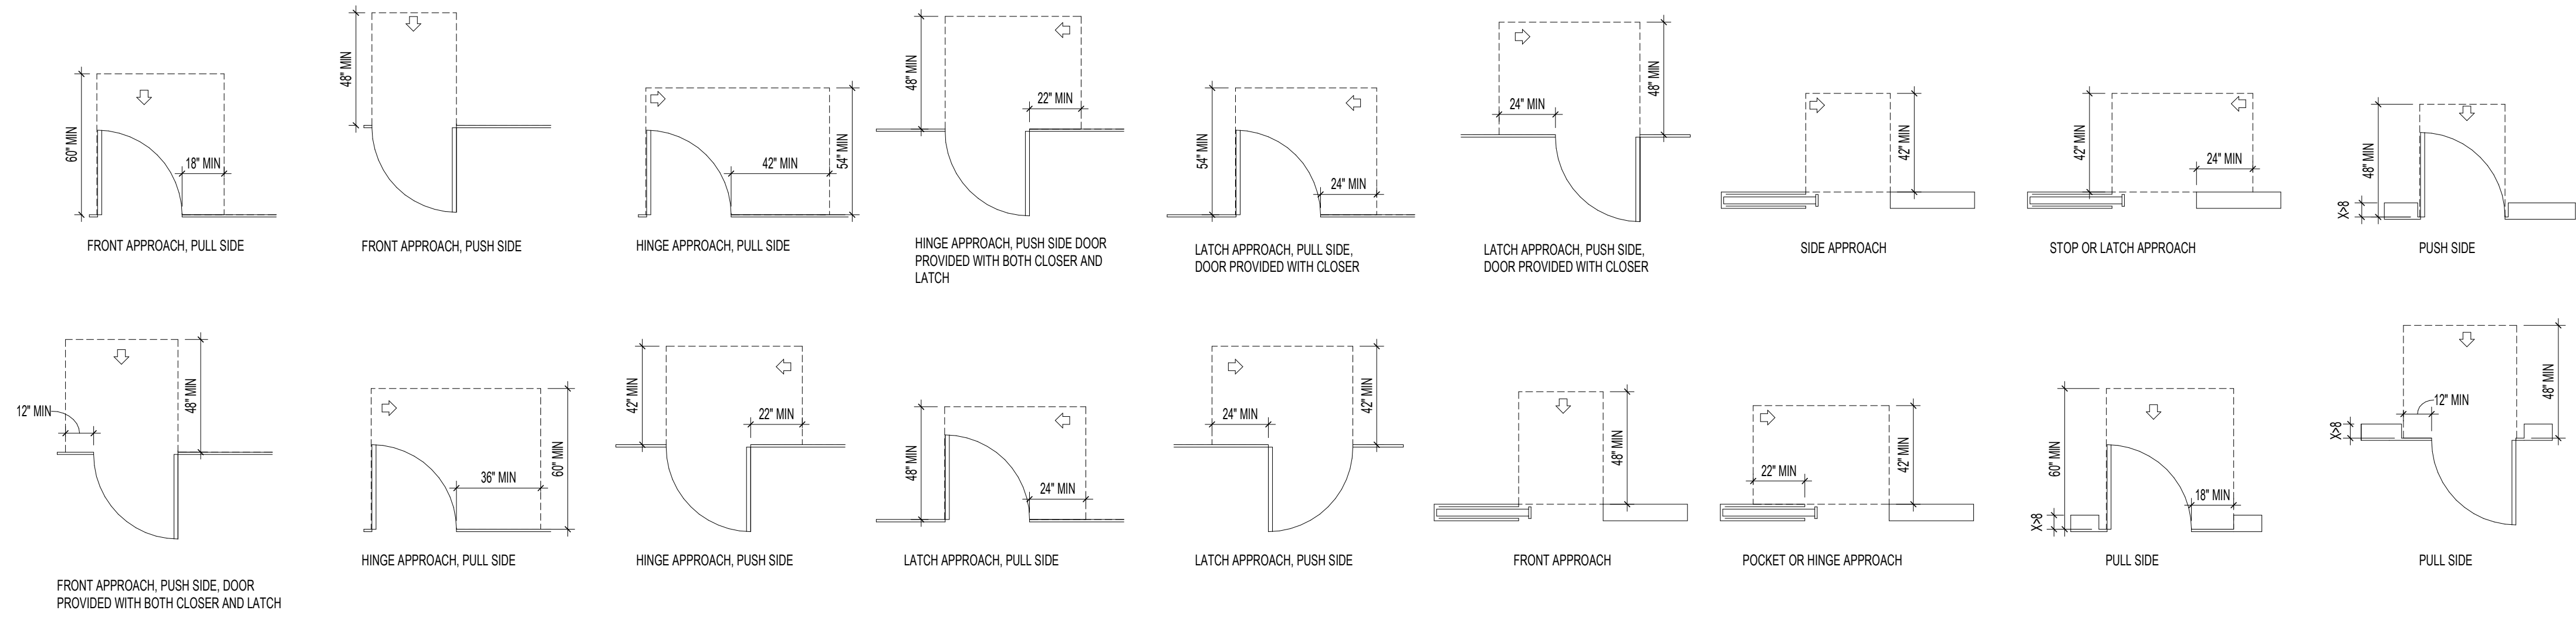 60" MIN
18" MIN
FRONT APPROACH, PULL SIDE
48" MIN
FRONT APPROACH, PUSH SIDE
42" MIN
54" MIN
HINGE APPROACH, PULL SIDE
48" MIN
22" MIN
HINGE APPROACH, PUSH SIDE DOOR
PROVIDED WITH BOTH CLOSER AND
LATCH
54" MIN
24" MIN
LATCH APPROACH, PULL SIDE,
DOOR PROVIDED WITH CLOSER
24" MIN
48" MIN
LATCH APPROACH, PUSH SIDE,
DOOR PROVIDED WITH CLOSER
42" MIN
SIDE APPROACH
42" MIN
24" MIN
STOP OR LATCH APPROACH
48" MIN
X>8
PUSH SIDE
12" MIN
48" MIN
FRONT APPROACH, PUSH SIDE, DOOR
PROVIDED WITH BOTH CLOSER AND LATCH
36" MIN
60" MIN
HINGE APPROACH, PULL SIDE
42" MIN
22" MIN
HINGE APPROACH, PUSH SIDE
48" MIN
24" MIN
LATCH APPROACH, PULL SIDE
24" MIN
42" MIN
LATCH APPROACH, PUSH SIDE
48" MIN
FRONT APPROACH
22" MIN
42" MIN
POCKET OR HINGE APPROACH
60" MIN
X>8
18" MIN
PULL SIDE
X>8
12" MIN
48" MIN
PULL SIDE